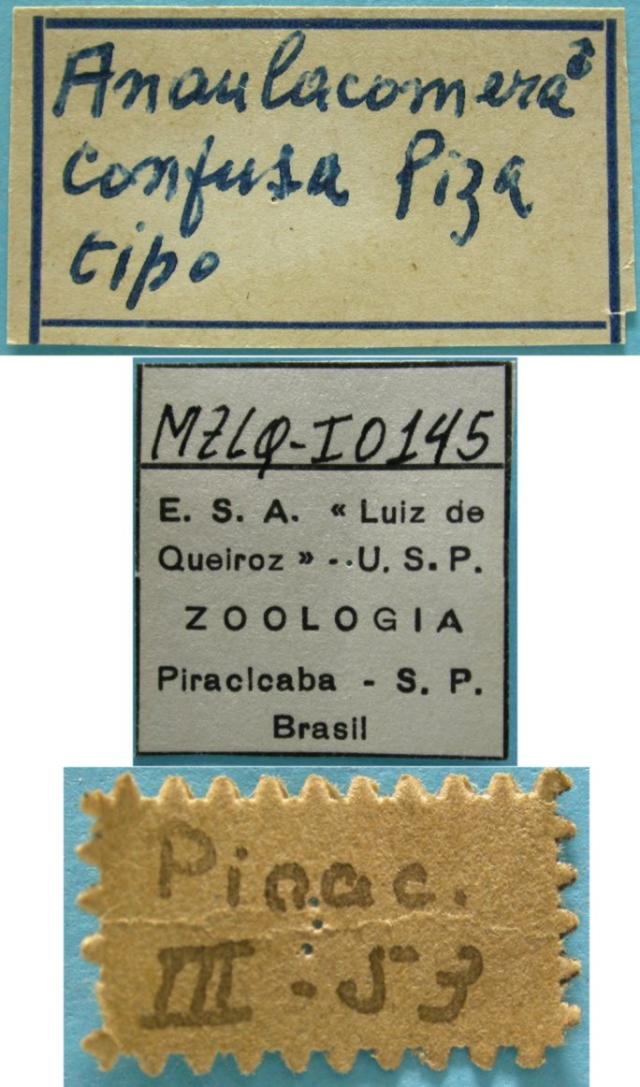 Anaulacomera ♂
confusa Piza
tipo
MZLQ-I0145
E. S. A. « Luiz de
Queiroz » - U. S. P.
ZOOLOGIA
Piracicaba - S. P.
Brasil
Pirac.
III - 53